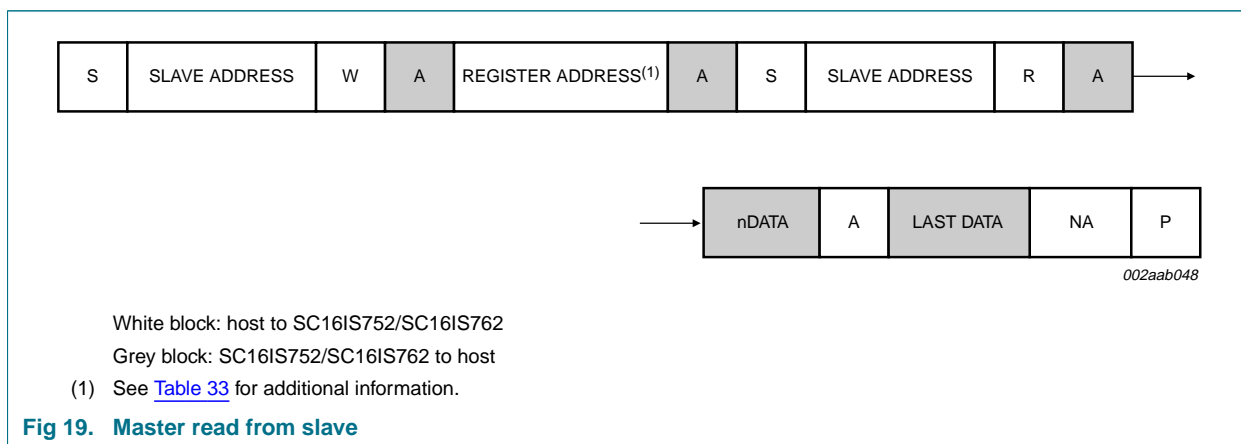 S SLAVE ADDRESS W A REGISTER ADDRESS(1) A S SLAVE ADDRESS R A
nDATA A LAST DATA NA P
002aab048
White block: host to SC16IS752/SC16IS762
Grey block: SC16IS752/SC16IS762 to host
(1) See Table 33 for additional information.
Fig 19. Master read from slave